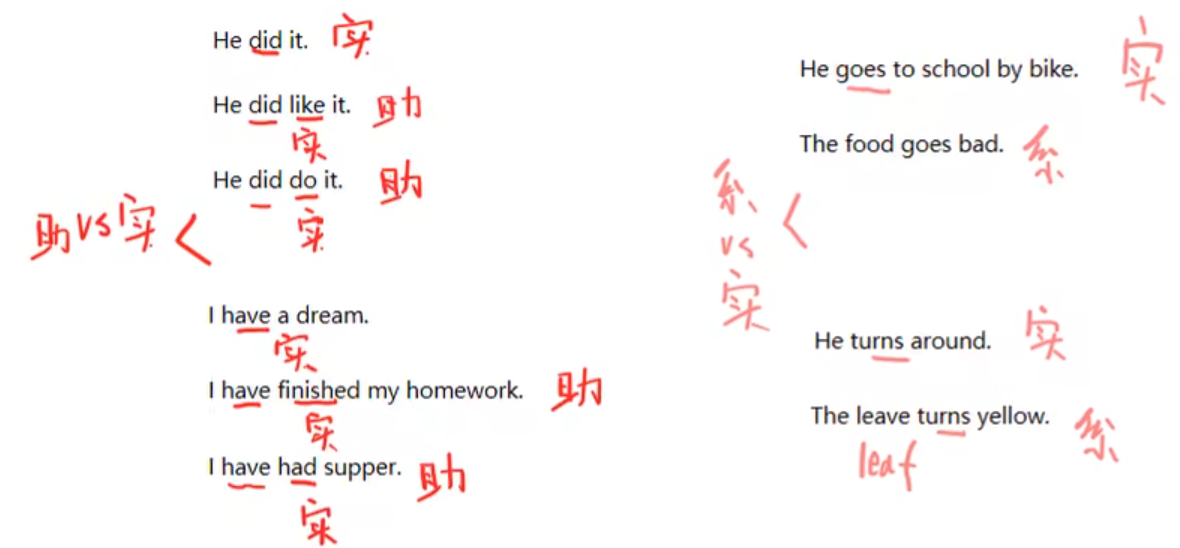 He did it. 实
He did like it. 助
实
He did do it. 助
实
助 vs 实 <
I have a dream.
实
I have finished my homework. 助
实
I have had supper. 助
实
He goes to school by bike. 实
The food goes bad. 系
系 <
vs
实
He turns around. 实
The leave turns yellow. 系
leaf